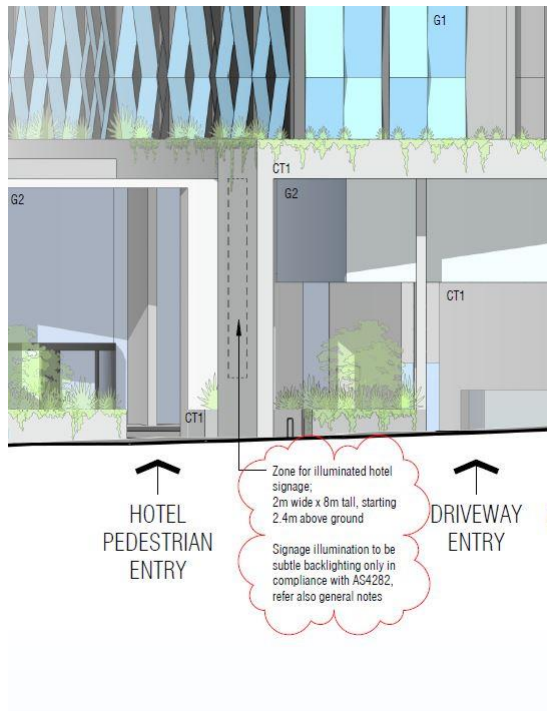 G1
CT1
G2
G2
CT1
CT1
Zone for illuminated hotel
signage;
2m wide x 8m tall, starting
2.4m above ground
Signage illumination to be
subtle backlighting only in
compliance with AS4282,
refer also general notes
HOTEL
PEDESTRIAN
ENTRY
DRIVEWAY
ENTRY